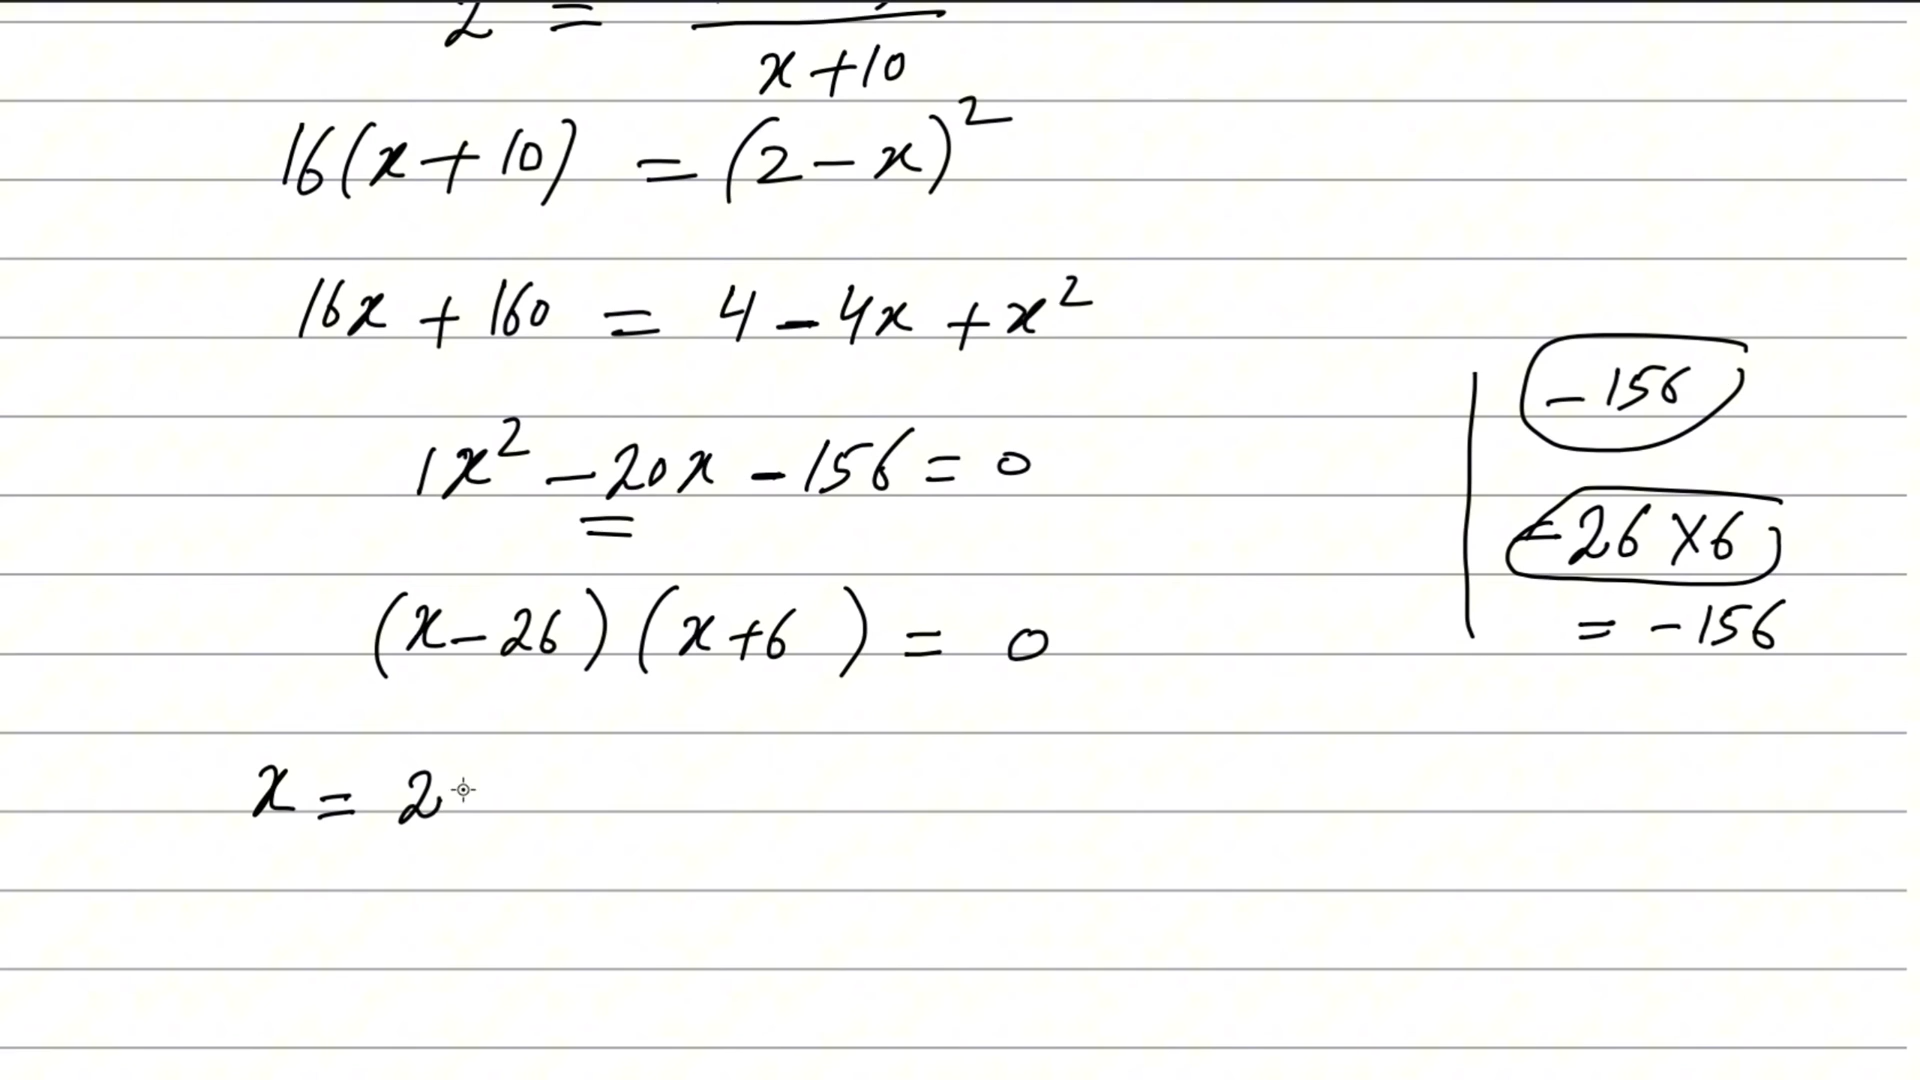 2 =
x + 10
16(x + 10) = (2 - x)²
16x + 160 = 4 - 4x + x²
1x² - 20x - 156 = 0
(x - 26)(x + 6) = 0
x = 2
-156
-26 × 6
= -156